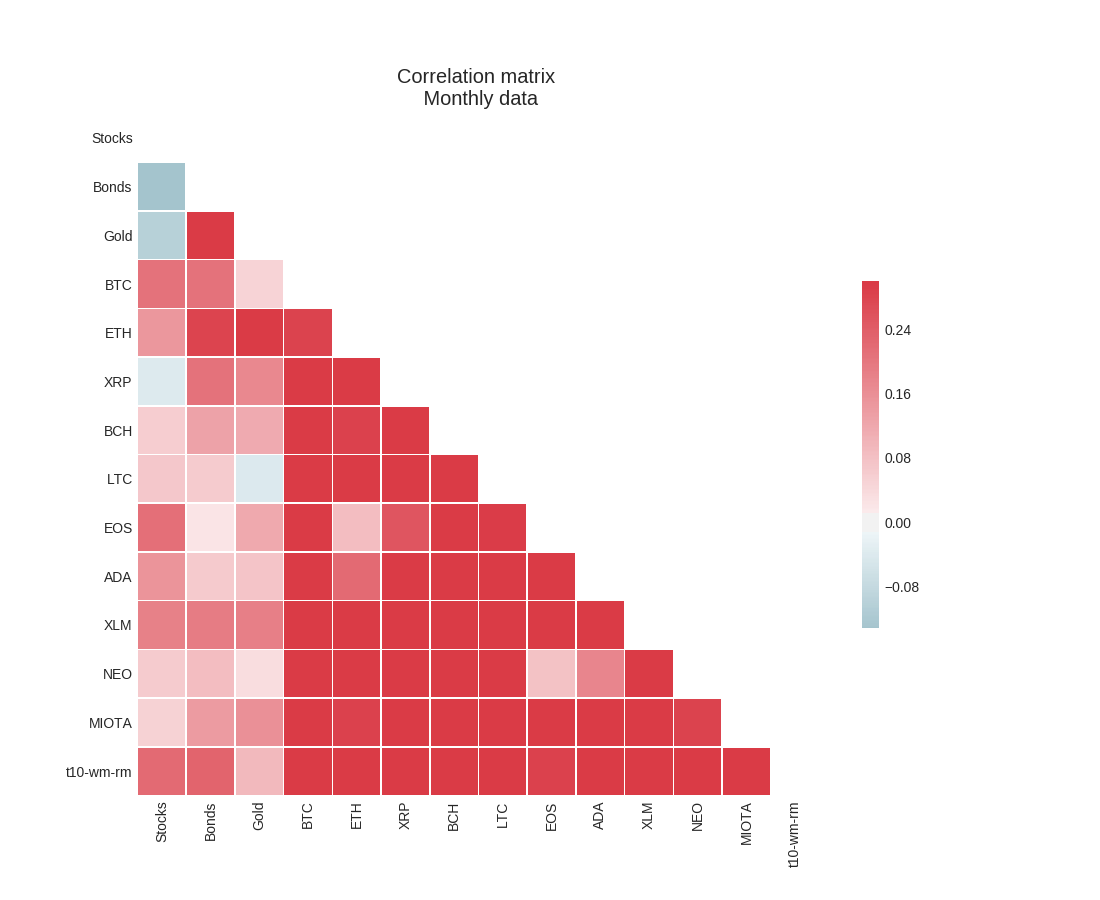 Correlation matrix
Monthly data
Stocks
Bonds
Gold
BTC
ETH
XRP
BCH
LTC
EOS
ADA
XLM
NEO
MIOTA
t10-wm-rm
Stocks
Bonds
Gold
BTC
ETH
XRP
BCH
LTC
EOS
ADA
XLM
NEO
MIOTA
t10-wm-rm
0.24
0.16
0.08
0.00
−0.08